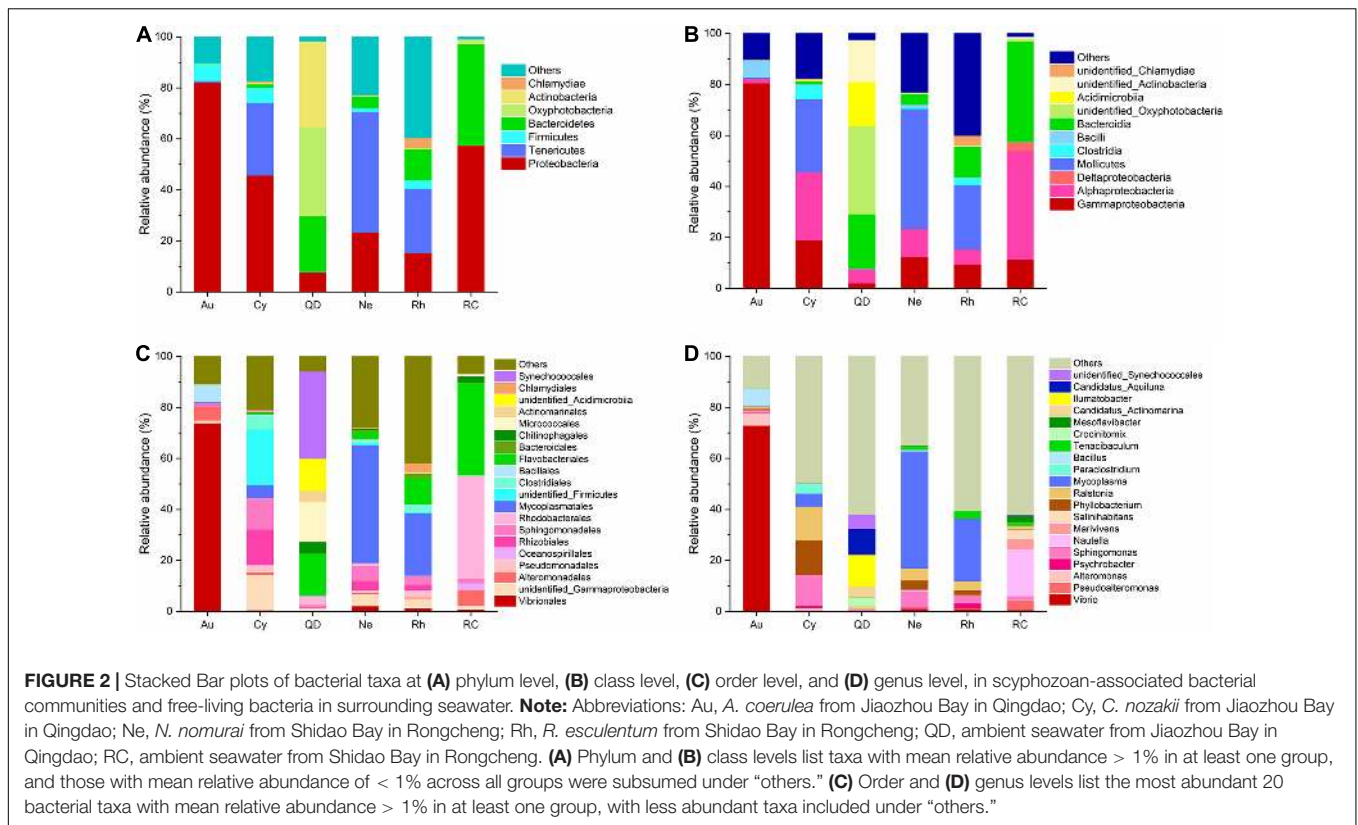 A
Relative abundance (%)
100
80
60
40
20
0
Au
Cy
QD
Ne
Rh
RC
Others
Chlamydiae
Actinobacteria
Oxyphotobacteria
Bacteroidetes
Firmicutes
Tenericutes
Proteobacteria
B
Relative abundance (%)
100
80
60
40
20
0
Au
Cy
QD
Ne
Rh
RC
Others
unidentified_Chlamydiae
unidentified_Actinobacteria
Acidimicrobiia
unidentified_Oxyphotobacteria
Bacteroidia
Bacilli
Clostridia
Mollicutes
Deltaproteobacteria
Alphaproteobacteria
Gammaproteobacteria
C
Relative abundance (%)
100
80
60
40
20
0
Au
Cy
QD
Ne
Rh
RC
Others
Synechococcales
Chlamydiales
unidentified_Acidimicrobiia
Actinomarinales
Micrococcales
Chitinophagales
Bacteroidales
Flavobacteriales
Bacillales
Clostridiales
unidentified_Firmicutes
Mycoplasmatales
Rhodobacterales
Sphingomonadales
Rhizobiales
Oceanospirillales
Pseudomonadales
Alteromonadales
unidentified_Gammaproteobacteria
Vibrionales
D
Relative abundance (%)
100
80
60
40
20
0
Au
Cy
QD
Ne
Rh
RC
Others
unidentified_Synechococcales
Candidatus_Aquiluna
Ilumatobacter
Candidatus_Actinomarina
Mesoflavibacter
Crocinitomix
Tenacibaculum
Bacillus
Paraclostridium
Mycoplasma
Ralstonia
Phyllobacterium
Salinihabitans
Marivivens
Nautella
Sphingomonas
Psychrobacter
Alteromonas
Pseudoalteromonas
Vibrio
FIGURE 2 | Stacked Bar plots of bacterial taxa at (A) phylum level, (B) class level, (C) order level, and (D) genus level, in scyphozoan-associated bacterial
communities and free-living bacteria in surrounding seawater. Note: Abbreviations: Au, A. coerulea from Jiaozhou Bay in Qingdao; Cy, C. nozakii from Jiaozhou Bay
in Qingdao; Ne, N. nomurai from Shidao Bay in Rongcheng; Rh, R. esculentum from Shidao Bay in Rongcheng; QD, ambient seawater from Jiaozhou Bay in
Qingdao; RC, ambient seawater from Shidao Bay in Rongcheng. (A) Phylum and (B) class levels list taxa with mean relative abundance > 1% in at least one group,
and those with mean relative abundance of < 1% across all groups were subsumed under “others.” (C) Order and (D) genus levels list the most abundant 20
bacterial taxa with mean relative abundance > 1% in at least one group, with less abundant taxa included under “others.”